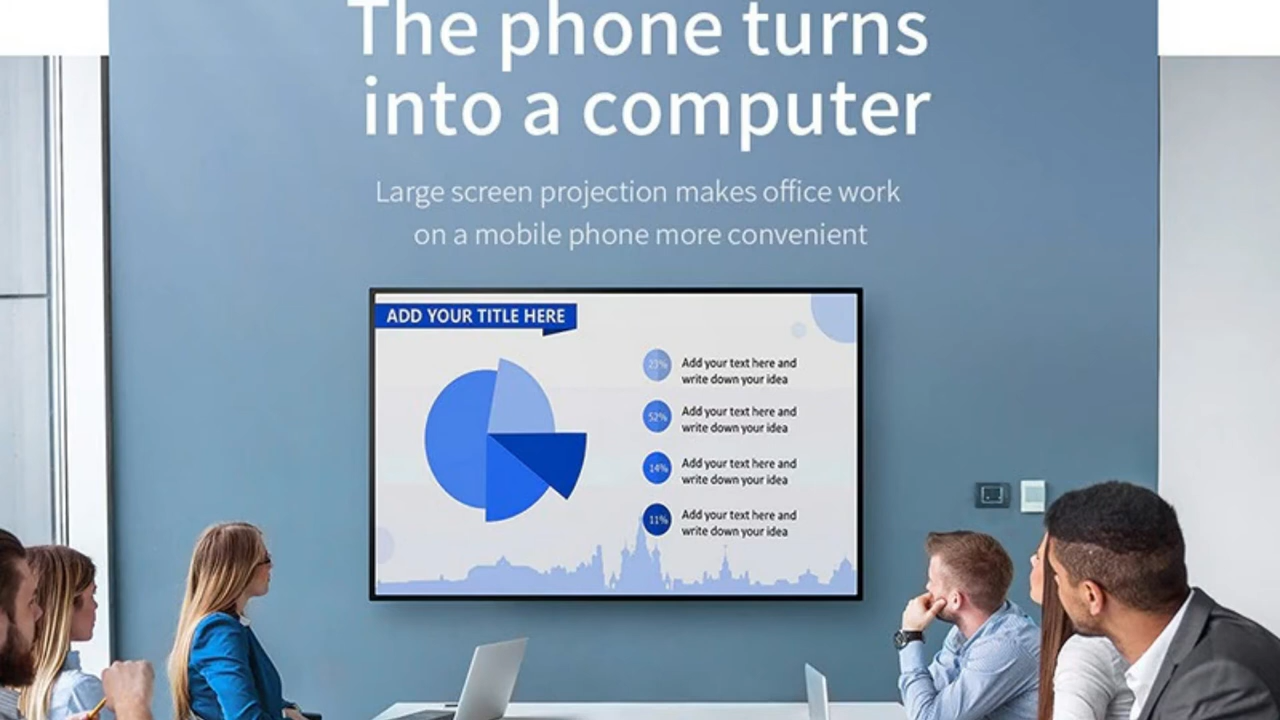 The phone turns
into a computer
Large screen projection makes office work
on a mobile phone more convenient
ADD YOUR TITLE HERE
23%
Add your text here and
write down your idea
52%
Add your text here and
write down your idea
14%
Add your text here and
write down your idea
11%
Add your text here and
write down your idea